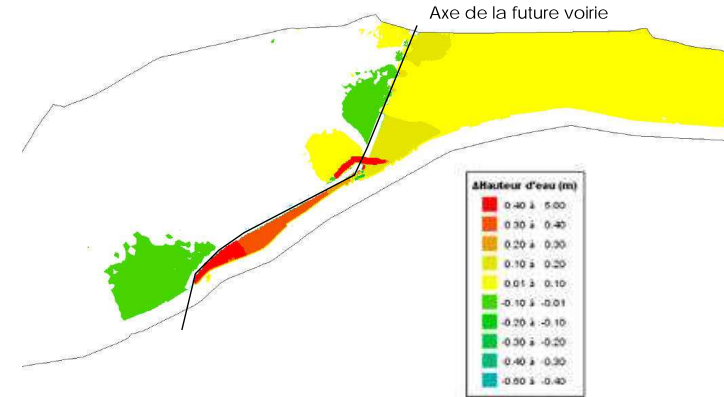 Axe de la future voirie
ΔHauteur d'eau (m)
0.40 à 5.00
0.30 à 0.40
0.20 à 0.30
0.10 à 0.20
0.01 à 0.10
-0.10 à -0.01
-0.20 à -0.10
-0.30 à -0.20
-0.40 à -0.30
-0.60 à -0.40